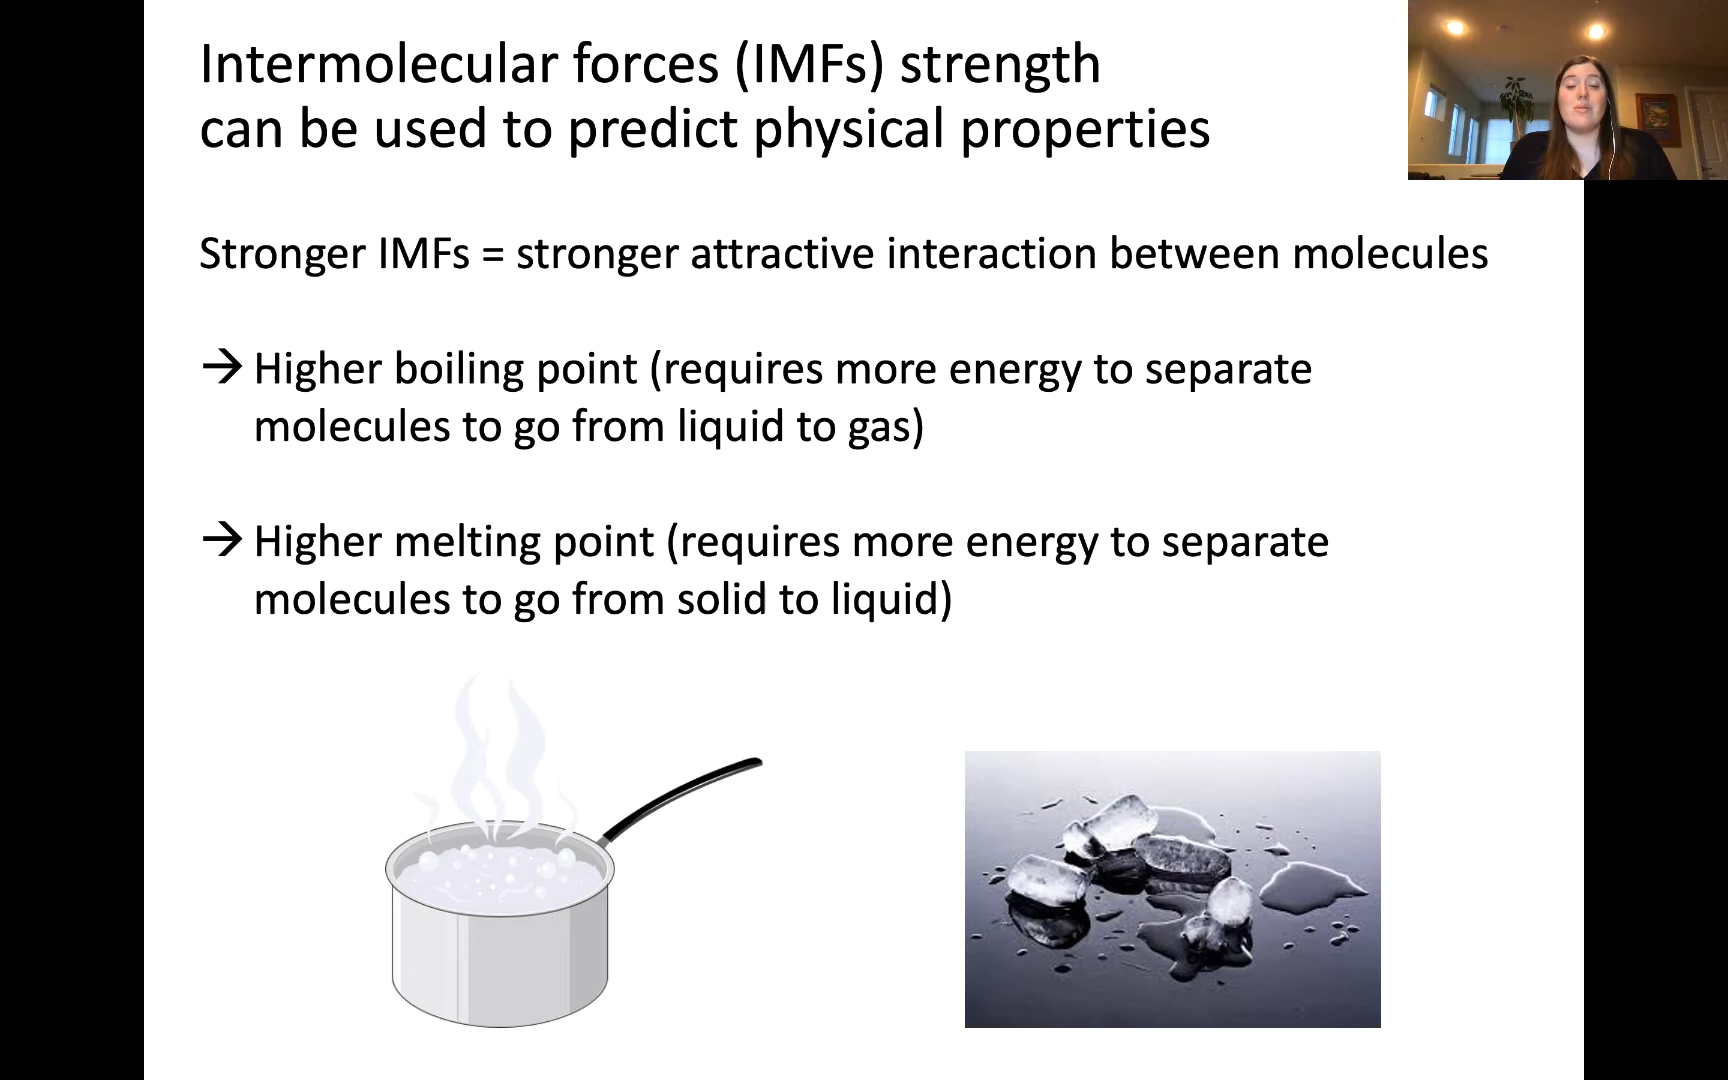 Intermolecular forces (IMFs) strength
can be used to predict physical properties
Stronger IMFs = stronger attractive interaction between molecules
→ Higher boiling point (requires more energy to separate
molecules to go from liquid to gas)
→ Higher melting point (requires more energy to separate
molecules to go from solid to liquid)